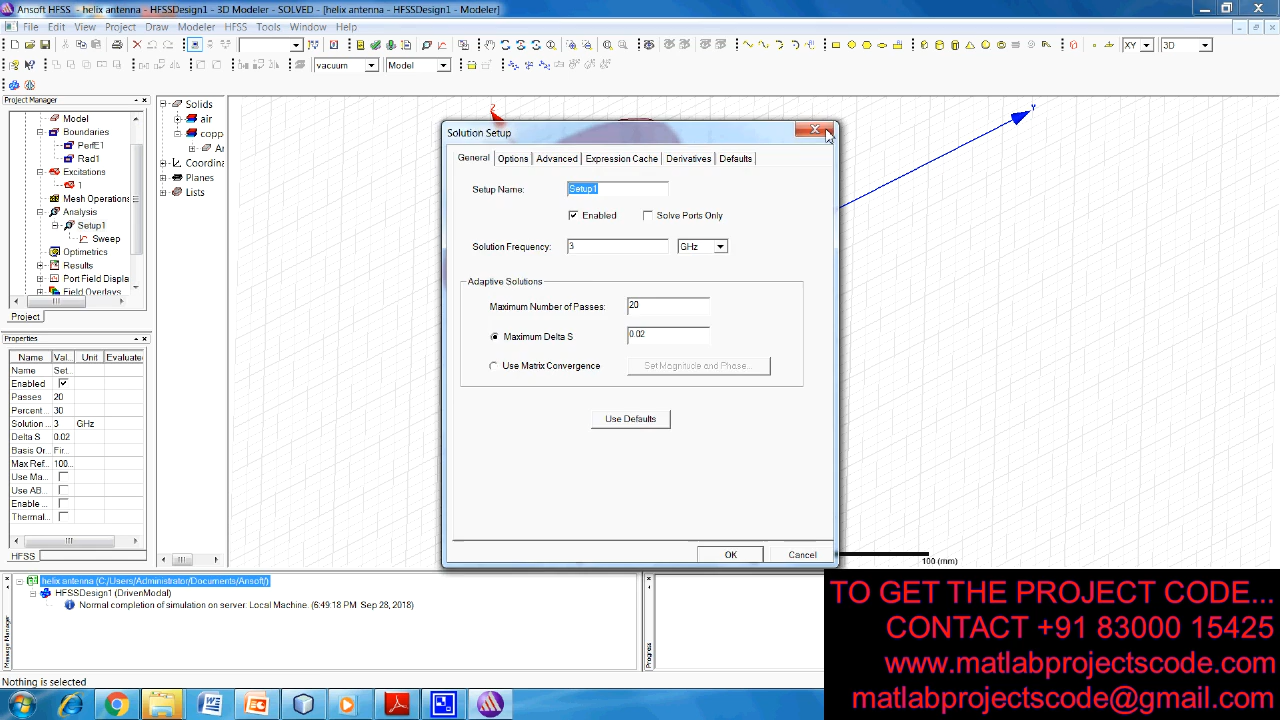 Ansoft HFSS - helix antenna - HFSSDesign1 - 3D Modeler - SOLVED - [helix antenna - HFSSDesign1 - Modeler]
File Edit View Project Draw Modeler HFSS Tools Window Help
XY 3D
vacuum Model
Project Manager
Model
Boundaries
PerfE1
Rad1
Excitations
1
Mesh Operations
Analysis
Setup1
Sweep
Optimetrics
Results
Port Field Displa
Field Overlays
Project
Solids
air
copp
Coordina
Planes
Lists
Properties
Name Val... Unit Evaluated
Name Set...
Enabled
Passes 20
Percent... 30
Solution ... 3 GHz
Delta S 0.02
Basis Or... Fir...
Max Ref... 100...
Use Ma...
Use AB...
Enable ...
Thermal...
HFSS
Z
Y
100 (mm)
Solution Setup
General Options Advanced Expression Cache Derivatives Defaults
Setup Name: Setup1
Enabled Solve Ports Only
Solution Frequency: 3 GHz
Adaptive Solutions
Maximum Number of Passes: 20
Maximum Delta S 0.02
Use Matrix Convergence Set Magnitude and Phase...
Use Defaults
OK Cancel
helix antenna (C:/Users/Administrator/Documents/Ansoft/)
HFSSDesign1 (DrivenModal)
Normal completion of simulation on server: Local Machine. (6:49:18 PM Sep 28, 2018)
Message Manager
Progress
Nothing is selected
TO GET THE PROJECT CODE...
CONTACT +91 83000 15425
www.matlabprojectscode.com
matlabprojectscode@gmail.com